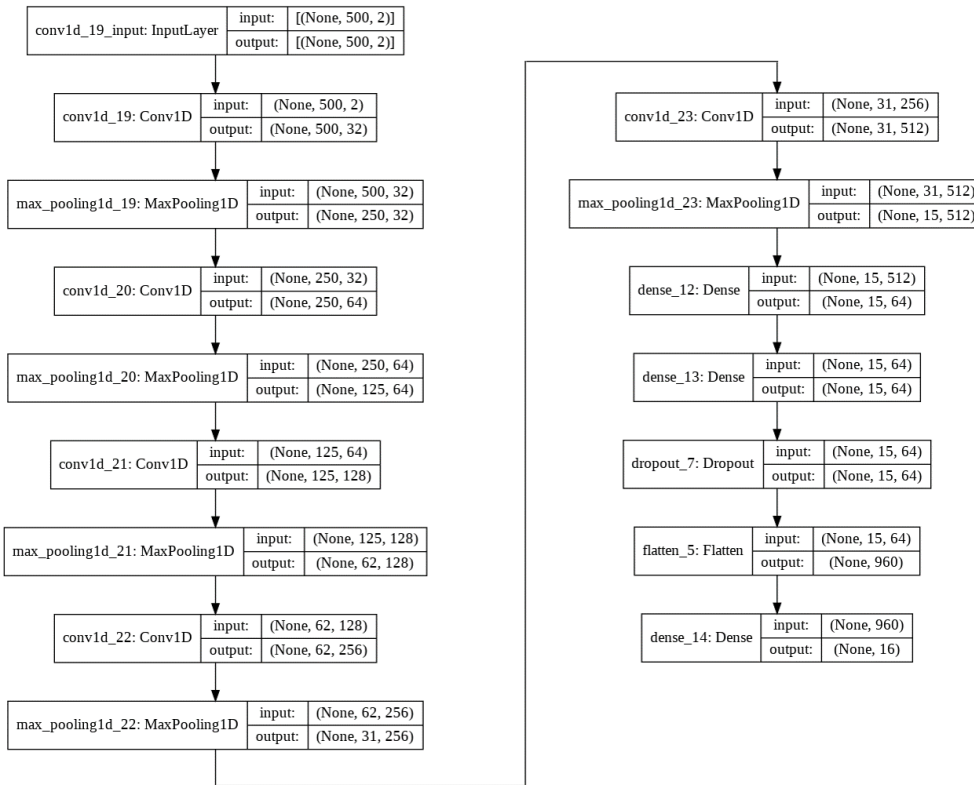 conv1d_19_input: InputLayer
input: [(None, 500, 2)]
output: [(None, 500, 2)]
conv1d_19: Conv1D
input: (None, 500, 2)
output: (None, 500, 32)
max_pooling1d_19: MaxPooling1D
input: (None, 500, 32)
output: (None, 250, 32)
conv1d_20: Conv1D
input: (None, 250, 32)
output: (None, 250, 64)
max_pooling1d_20: MaxPooling1D
input: (None, 250, 64)
output: (None, 125, 64)
conv1d_21: Conv1D
input: (None, 125, 64)
output: (None, 125, 128)
max_pooling1d_21: MaxPooling1D
input: (None, 125, 128)
output: (None, 62, 128)
conv1d_22: Conv1D
input: (None, 62, 128)
output: (None, 62, 256)
max_pooling1d_22: MaxPooling1D
input: (None, 62, 256)
output: (None, 31, 256)
conv1d_23: Conv1D
input: (None, 31, 256)
output: (None, 31, 512)
max_pooling1d_23: MaxPooling1D
input: (None, 31, 512)
output: (None, 15, 512)
dense_12: Dense
input: (None, 15, 512)
output: (None, 15, 64)
dense_13: Dense
input: (None, 15, 64)
output: (None, 15, 64)
dropout_7: Dropout
input: (None, 15, 64)
output: (None, 15, 64)
flatten_5: Flatten
input: (None, 15, 64)
output: (None, 960)
dense_14: Dense
input: (None, 960)
output: (None, 16)